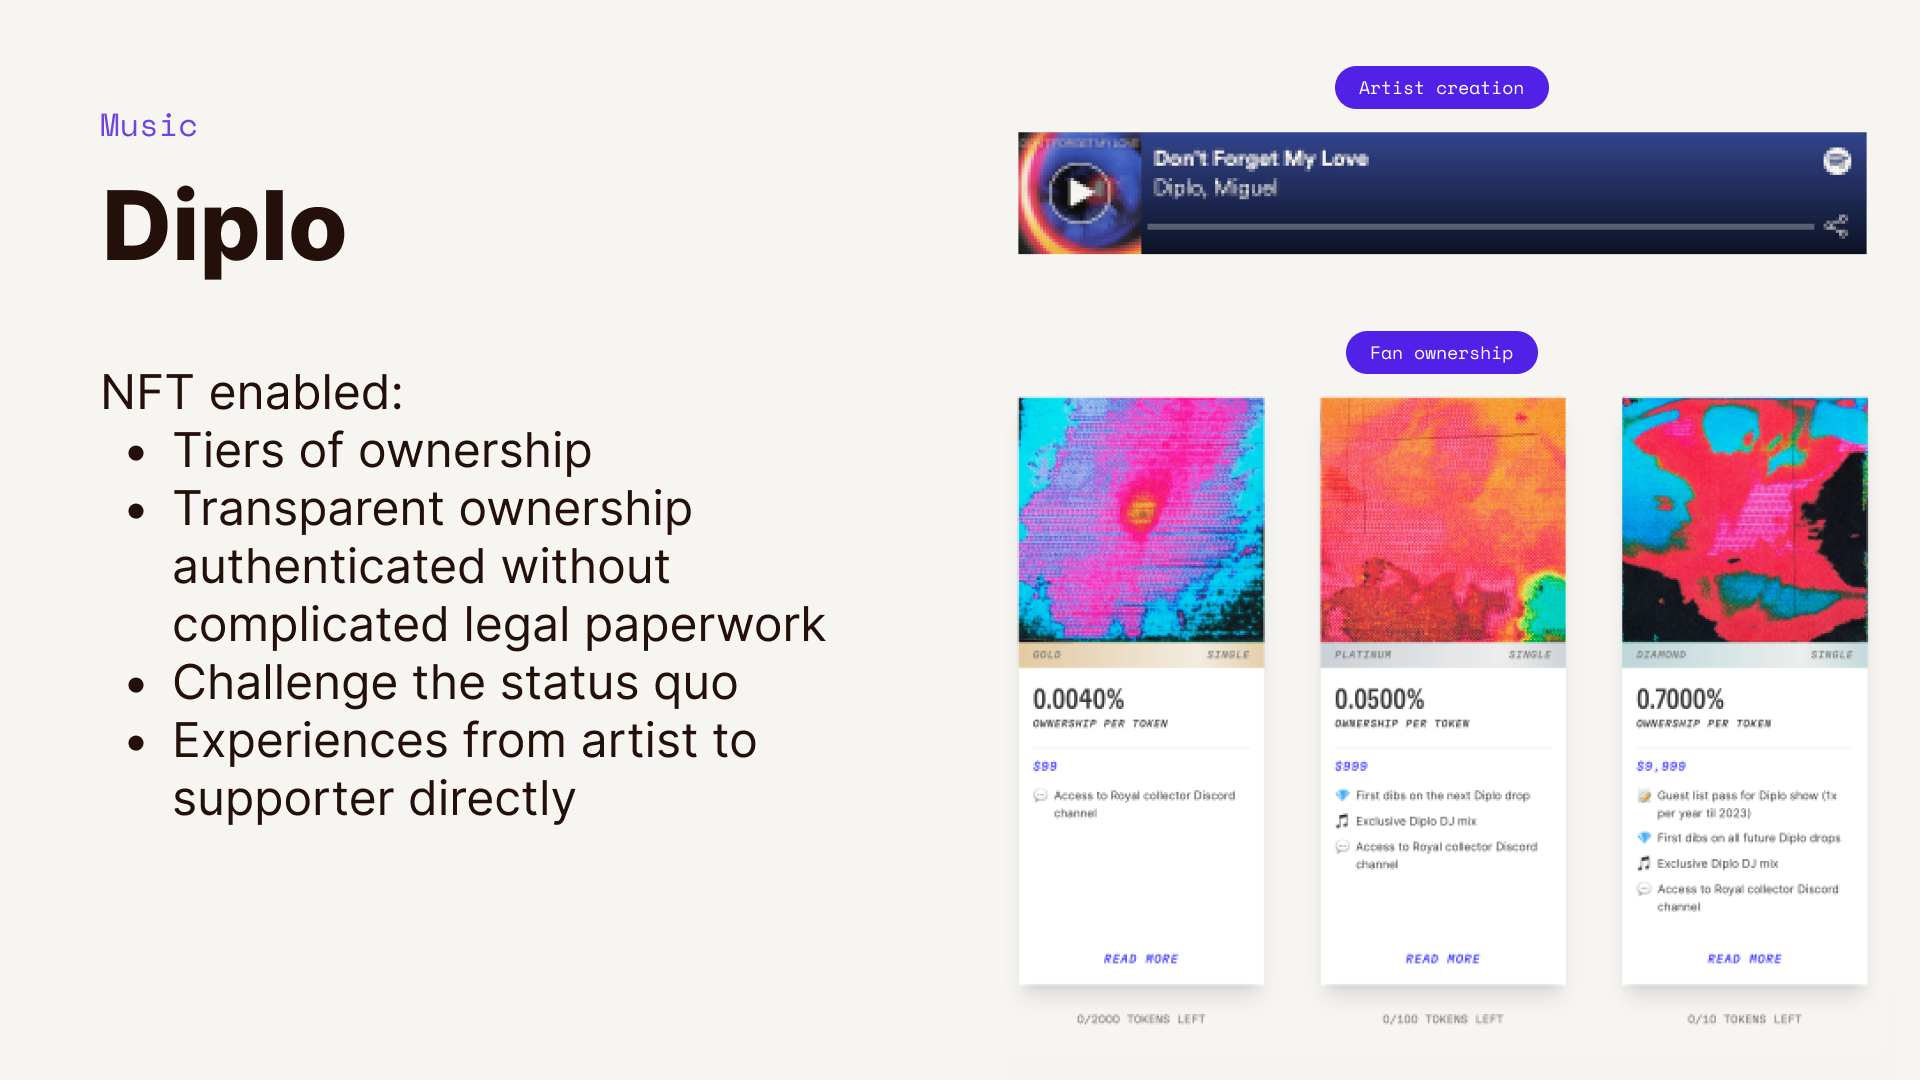 Music
Diplo
NFT enabled:
• Tiers of ownership
• Transparent ownership
authenticated without
complicated legal paperwork
• Challenge the status quo
• Experiences from artist to
supporter directly
Artist creation
Don't Forget My Love
Diplo, Miguel
Fan ownership
GOLD SINGLE
0.0040%
OWNERSHIP PER TOKEN
$99
Access to Royal collector Discord
channel
READ MORE
0/2000 TOKENS LEFT
PLATINUM SINGLE
0.0500%
OWNERSHIP PER TOKEN
$999
First dibs on the next Diplo drop
Exclusive Diplo DJ mix
Access to Royal collector Discord
channel
READ MORE
0/100 TOKENS LEFT
DIAMOND SINGLE
0.7000%
OWNERSHIP PER TOKEN
$9,999
Guest list pass for Diplo show (1x
per year til 2023)
First dibs on all future Diplo drops
Exclusive Diplo DJ mix
Access to Royal collector Discord
channel
READ MORE
0/10 TOKENS LEFT